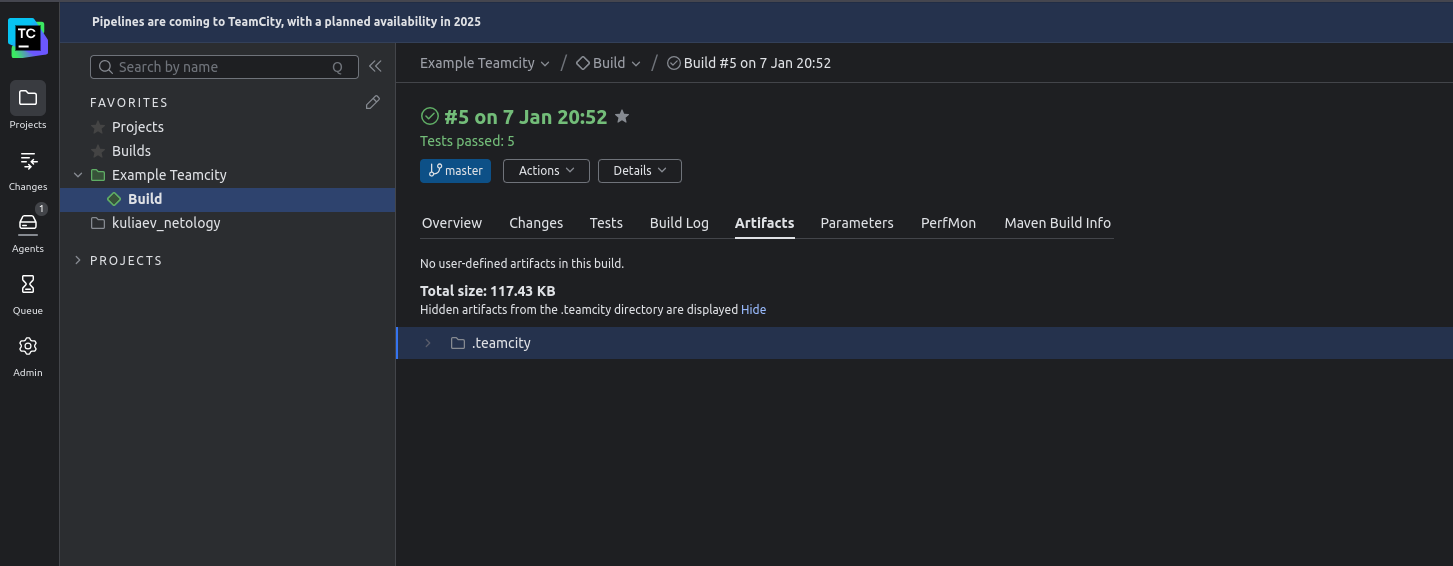 Pipelines are coming to TeamCity, with a planned availability in 2025
TC
Projects
Changes
1
Agents
Queue
Admin
Search by name Q
FAVORITES
Projects
Builds
Example Teamcity
Build
kuliaev_netology
PROJECTS
Example Teamcity / Build / Build #5 on 7 Jan 20:52
#5 on 7 Jan 20:52
Tests passed: 5
master Actions Details
Overview Changes Tests Build Log Artifacts Parameters PerfMon Maven Build Info
No user-defined artifacts in this build.
Total size: 117.43 KB
Hidden artifacts from the .teamcity directory are displayed Hide
.teamcity